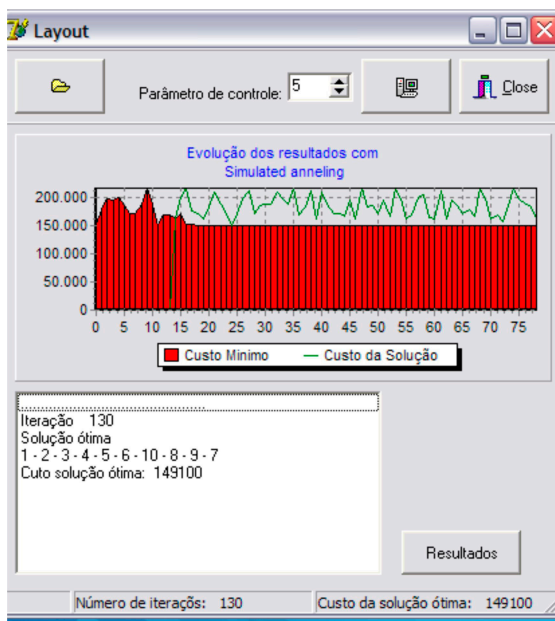 Layout
Parâmetro de controle: 5
Close
Evolução dos resultados com
Simulated anneling
200.000
150.000
100.000
50.000
0
0 5 10 15 20 25 30 35 40 45 50 55 60 65 70 75
Custo Minimo Custo da Solução
Iteração 130
Solução ótima
1 - 2 - 3 - 4 - 5 - 6 - 10 - 8 - 9 - 7
Cuto solução ótima: 149100
Resultados
Número de iteraçõs: 130 Custo da solução ótima: 149100